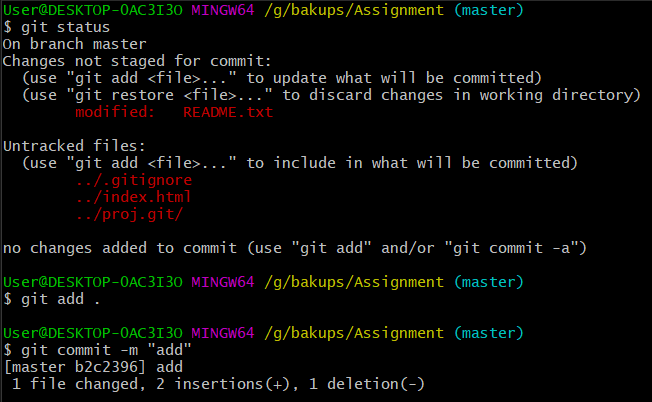 User@DESKTOP-0AC3I3O MINGW64 /g/bakups/Assignment (master)
$ git status
On branch master
Changes not staged for commit:
  (use "git add <file>..." to update what will be committed)
  (use "git restore <file>..." to discard changes in working directory)
        modified:   README.txt

Untracked files:
  (use "git add <file>..." to include in what will be committed)
        ../.gitignore
        ../index.html
        ../proj.git/

no changes added to commit (use "git add" and/or "git commit -a")

User@DESKTOP-0AC3I3O MINGW64 /g/bakups/Assignment (master)
$ git add .

User@DESKTOP-0AC3I3O MINGW64 /g/bakups/Assignment (master)
$ git commit -m "add"
[master b2c2396] add
 1 file changed, 2 insertions(+), 1 deletion(-)